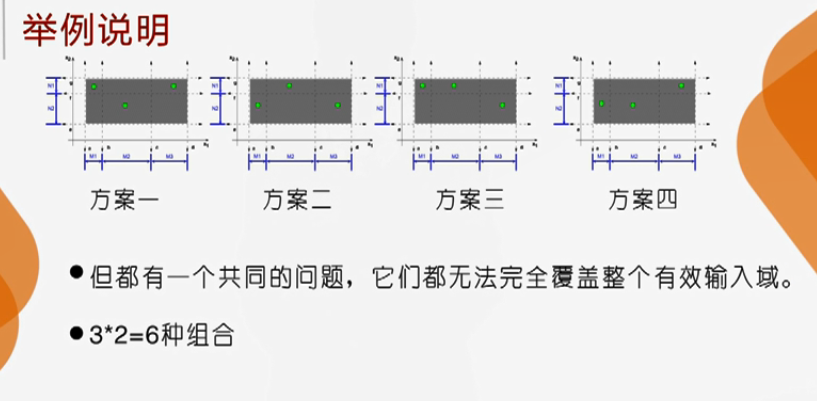 举例说明
N1 N1 N1 N1
N2 N2 N2 N2
M1 M2 M3 M1 M2 M3 M1 M2 M3 M1 M2 M3
方案一 方案二 方案三 方案四
但都有一个共同的问题，它们都无法完全覆盖整个有效输入域。
3*2=6种组合